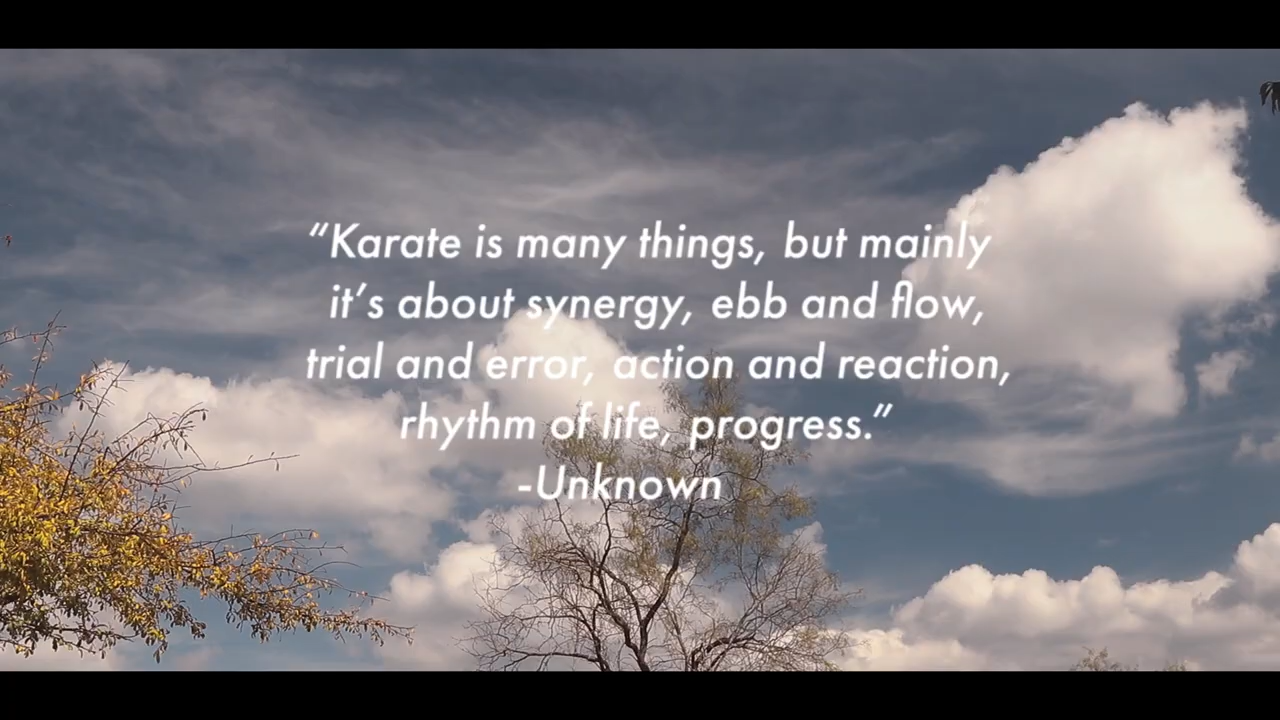 “Karate is many things, but mainly
it’s about synergy, ebb and flow,
trial and error, action and reaction,
rhythm of life, progress.”
-Unknown